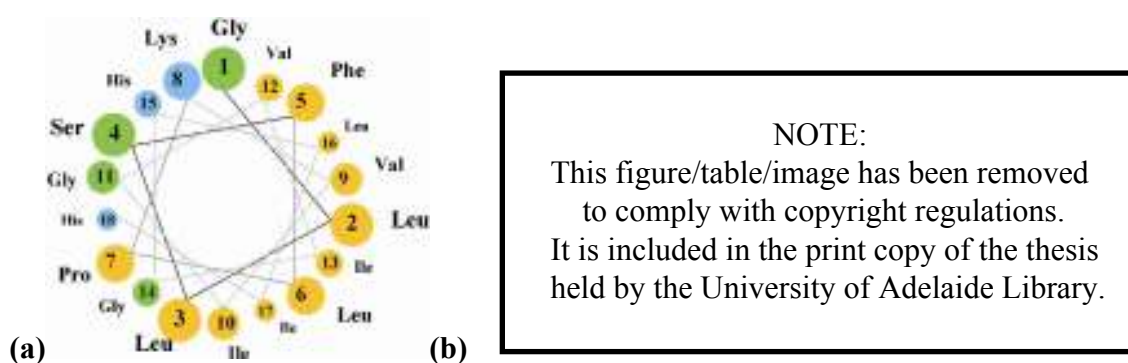 Gly
Lys
Val
Phe
His
1
8
12
5
15
Ser
4
Leu
16
Gly
11
Val
9
His
18
2
Leu
Pro
7
13
Ile
Gly
14
6
Leu
3
10
17
Ile
Leu
Ile
(a)
(b)
NOTE:
This figure/table/image has been removed
to comply with copyright regulations.
It is included in the print copy of the thesis
held by the University of Adelaide Library.